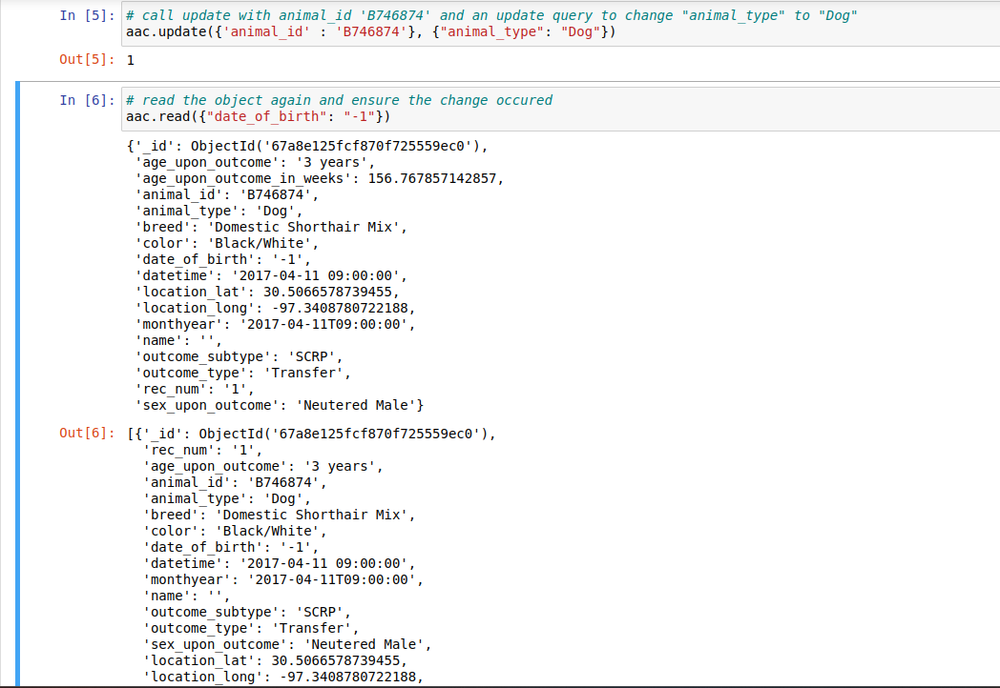 In [5]: # call update with animal_id 'B746874' and an update query to change "animal_type" to "Dog"
aac.update({'animal_id' : 'B746874'}, {"animal_type": "Dog"})
Out[5]: 1
In [6]: # read the object again and ensure the change occured
aac.read({"date_of_birth": "-1"})
{'_id': ObjectId('67a8e125fcf870f725559ec0'),
 'age_upon_outcome': '3 years',
 'age_upon_outcome_in_weeks': 156.767857142857,
 'animal_id': 'B746874',
 'animal_type': 'Dog',
 'breed': 'Domestic Shorthair Mix',
 'color': 'Black/White',
 'date_of_birth': '-1',
 'datetime': '2017-04-11 09:00:00',
 'location_lat': 30.5066578739455,
 'location_long': -97.3408780722188,
 'monthyear': '2017-04-11T09:00:00',
 'name': '',
 'outcome_subtype': 'SCRP',
 'outcome_type': 'Transfer',
 'rec_num': '1',
 'sex_upon_outcome': 'Neutered Male'}
Out[6]: [{'_id': ObjectId('67a8e125fcf870f725559ec0'),
  'rec_num': '1',
  'age_upon_outcome': '3 years',
  'animal_id': 'B746874',
  'animal_type': 'Dog',
  'breed': 'Domestic Shorthair Mix',
  'color': 'Black/White',
  'date_of_birth': '-1',
  'datetime': '2017-04-11 09:00:00',
  'monthyear': '2017-04-11T09:00:00',
  'name': '',
  'outcome_subtype': 'SCRP',
  'outcome_type': 'Transfer',
  'sex_upon_outcome': 'Neutered Male',
  'location_lat': 30.5066578739455,
  'location_long': -97.3408780722188,